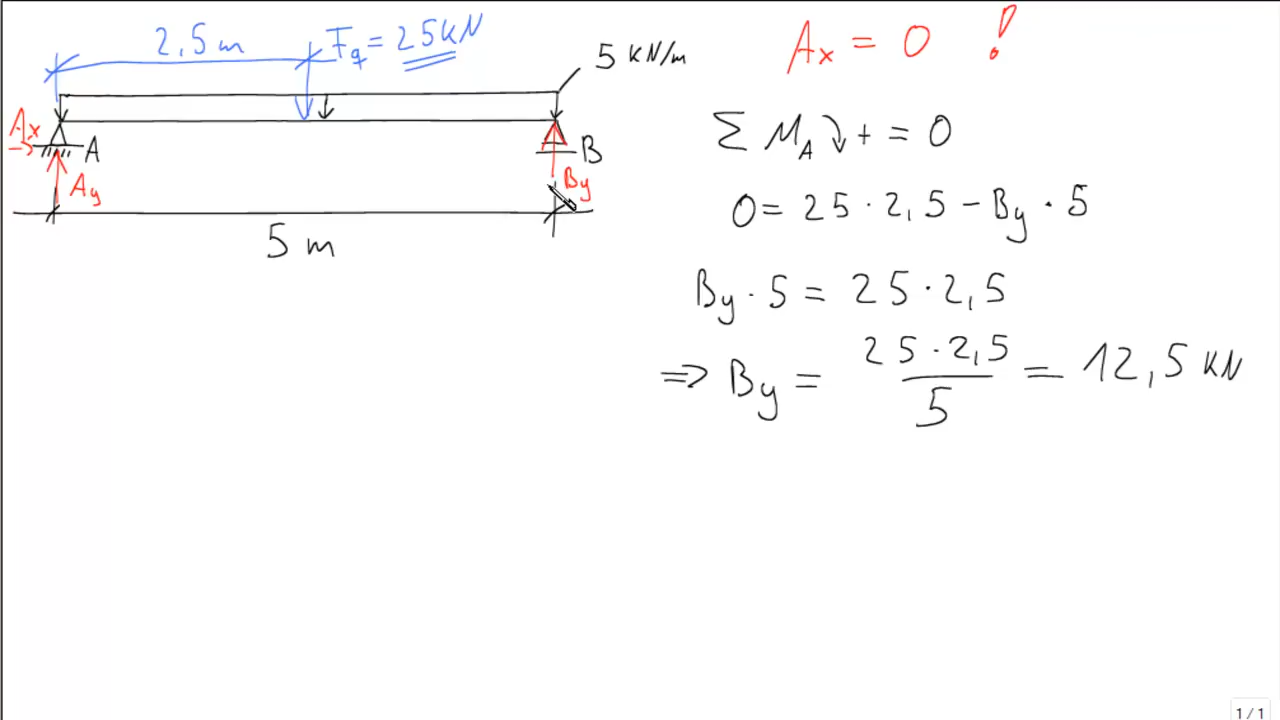 2,5 m
Fq = 25 kN
5 KN/m
Ax
A
Ay
B
By
5 m
Ax = 0 !
Σ MA ⤵ + = 0
0 = 25 · 2,5 - By · 5
By · 5 = 25 · 2,5
=> By = 25 · 2,5 / 5 = 12,5 KN
1 / 1